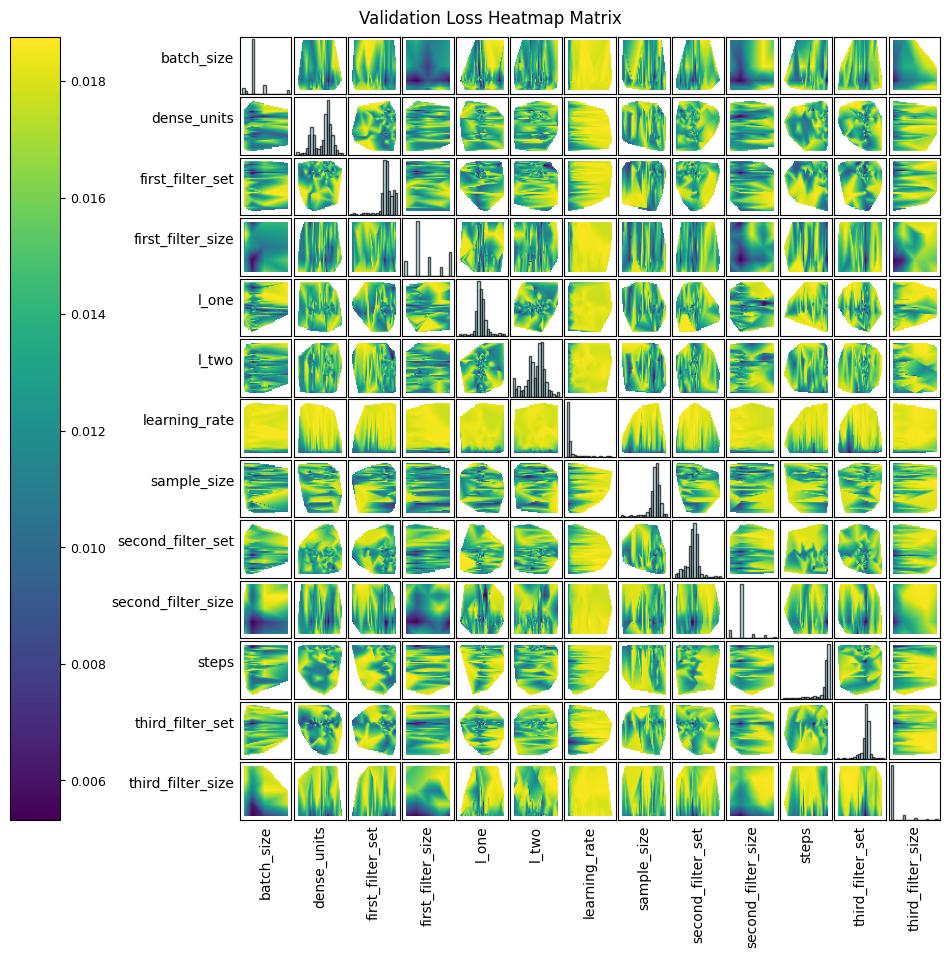 Validation Loss Heatmap Matrix
0.018
0.016
0.014
0.012
0.010
0.008
0.006
batch_size
dense_units
first_filter_set
first_filter_size
l_one
l_two
learning_rate
sample_size
second_filter_set
second_filter_size
steps
third_filter_set
third_filter_size
batch_size
dense_units
first_filter_set
first_filter_size
l_one
l_two
learning_rate
sample_size
second_filter_set
second_filter_size
steps
third_filter_set
third_filter_size